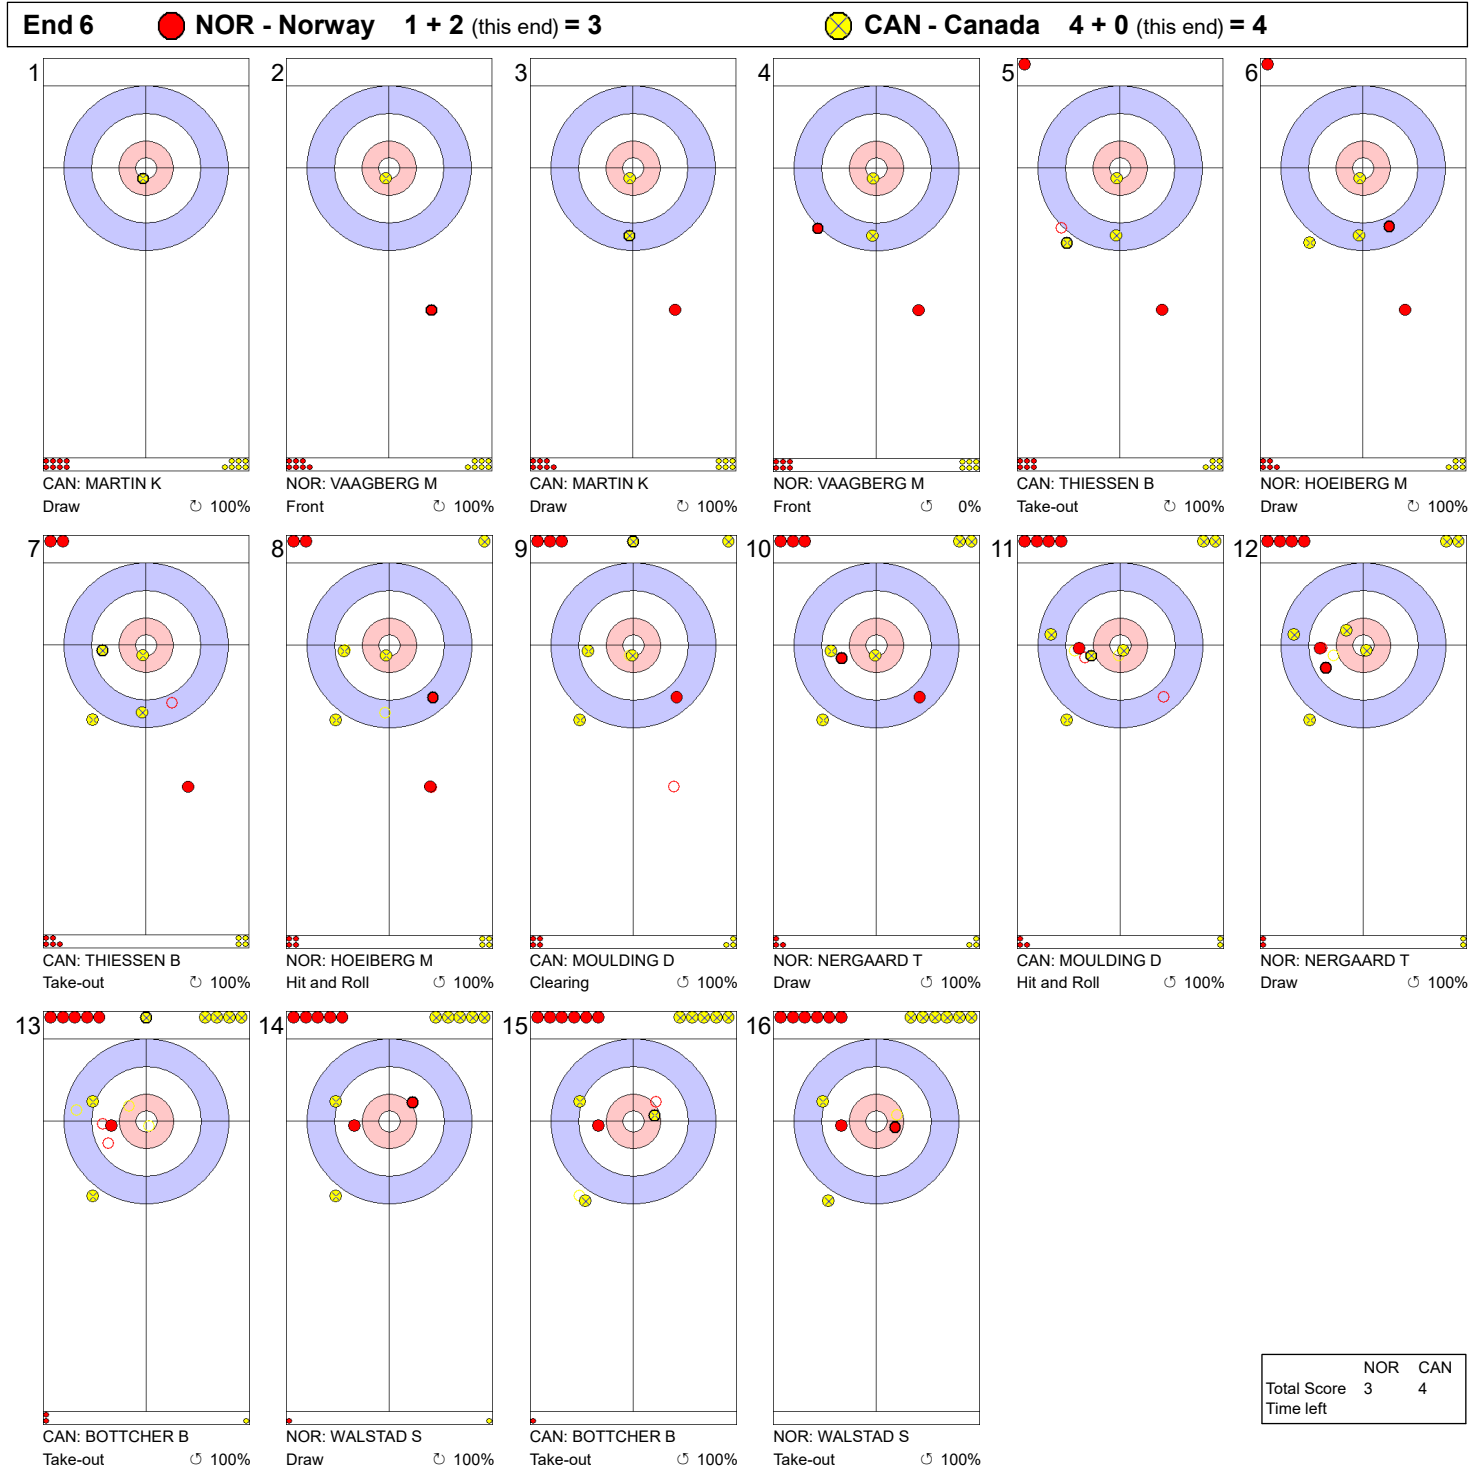 End 6 NOR - Norway 1 + 2 (this end) = 3 CAN - Canada 4 + 0 (this end) = 4
1
CAN: MARTIN K
Draw ↻ 100%
2
NOR: VAAGBERG M
Front ↻ 100%
3
CAN: MARTIN K
Draw ↻ 100%
4
NOR: VAAGBERG M
Front ↺ 0%
5
CAN: THIESSEN B
Take-out ↻ 100%
6
NOR: HOEIBERG M
Draw ↻ 100%
7
CAN: THIESSEN B
Take-out ↻ 100%
8
NOR: HOEIBERG M
Hit and Roll ↻ 100%
9
CAN: MOULDING D
Clearing ↻ 100%
10
NOR: NERGAARD T
Draw ↻ 100%
11
CAN: MOULDING D
Hit and Roll ↻ 100%
12
NOR: NERGAARD T
Draw ↻ 100%
13
CAN: BOTTCHER B
Take-out ↺ 100%
14
NOR: WALSTAD S
Draw ↺ 100%
15
CAN: BOTTCHER B
Take-out ↺ 100%
16
NOR: WALSTAD S
Take-out ↺ 100%
NOR CAN
Total Score 3 4
Time left